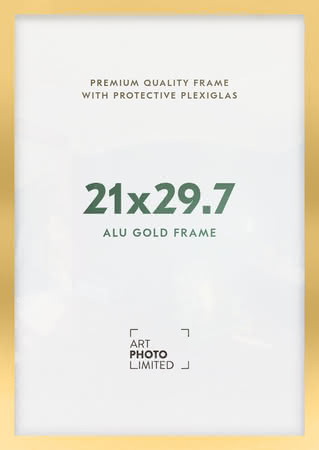 PREMIUM QUALITY FRAME
WITH PROTECTIVE PLEXIGLAS
21x29.7
ALU GOLD FRAME
ART
PHOTO
LIMITED